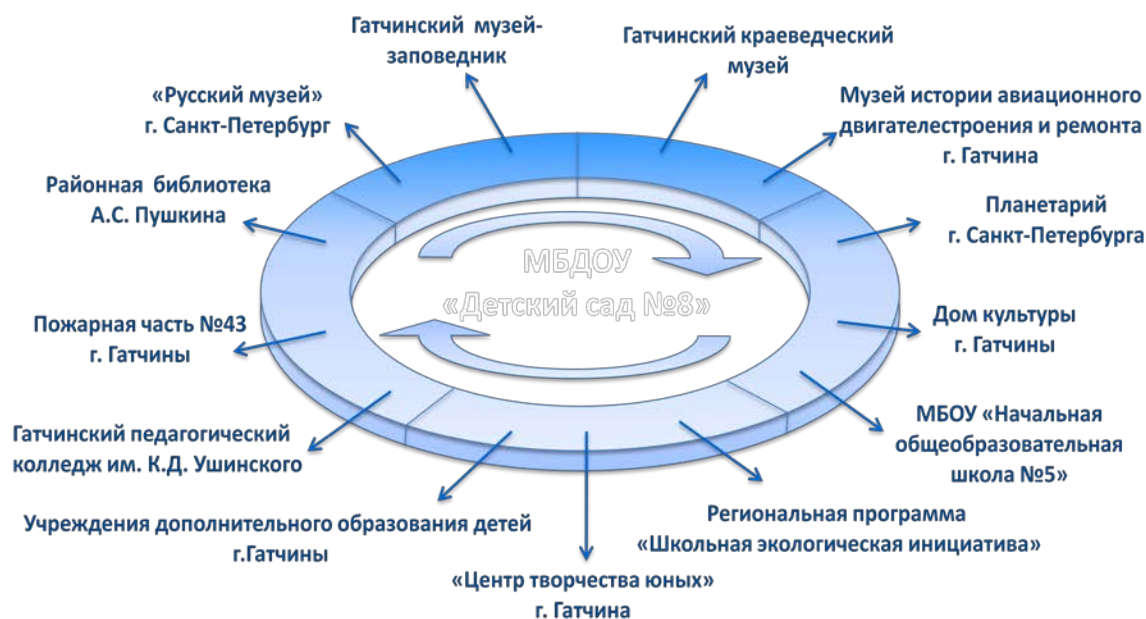 Гатчинский музей-
заповедник
Гатчинский краеведческий
музей
«Русский музей»
г. Санкт-Петербург
Музей истории авиационного
двигателестроения и ремонта
г. Гатчина
Районная библиотека
А.С. Пушкина
Планетарий
г. Санкт-Петербурга
МБДОУ
«Детский сад №8»
Пожарная часть №43
г. Гатчины
Дом культуры
г. Гатчины
Гатчинский педагогический
колледж им. К.Д. Ушинского
МБОУ «Начальная
общеобразовательная
школа №5»
Учреждения дополнительного образования детей
г.Гатчины
Региональная программа
«Школьная экологическая инициатива»
«Центр творчества юных»
г. Гатчина